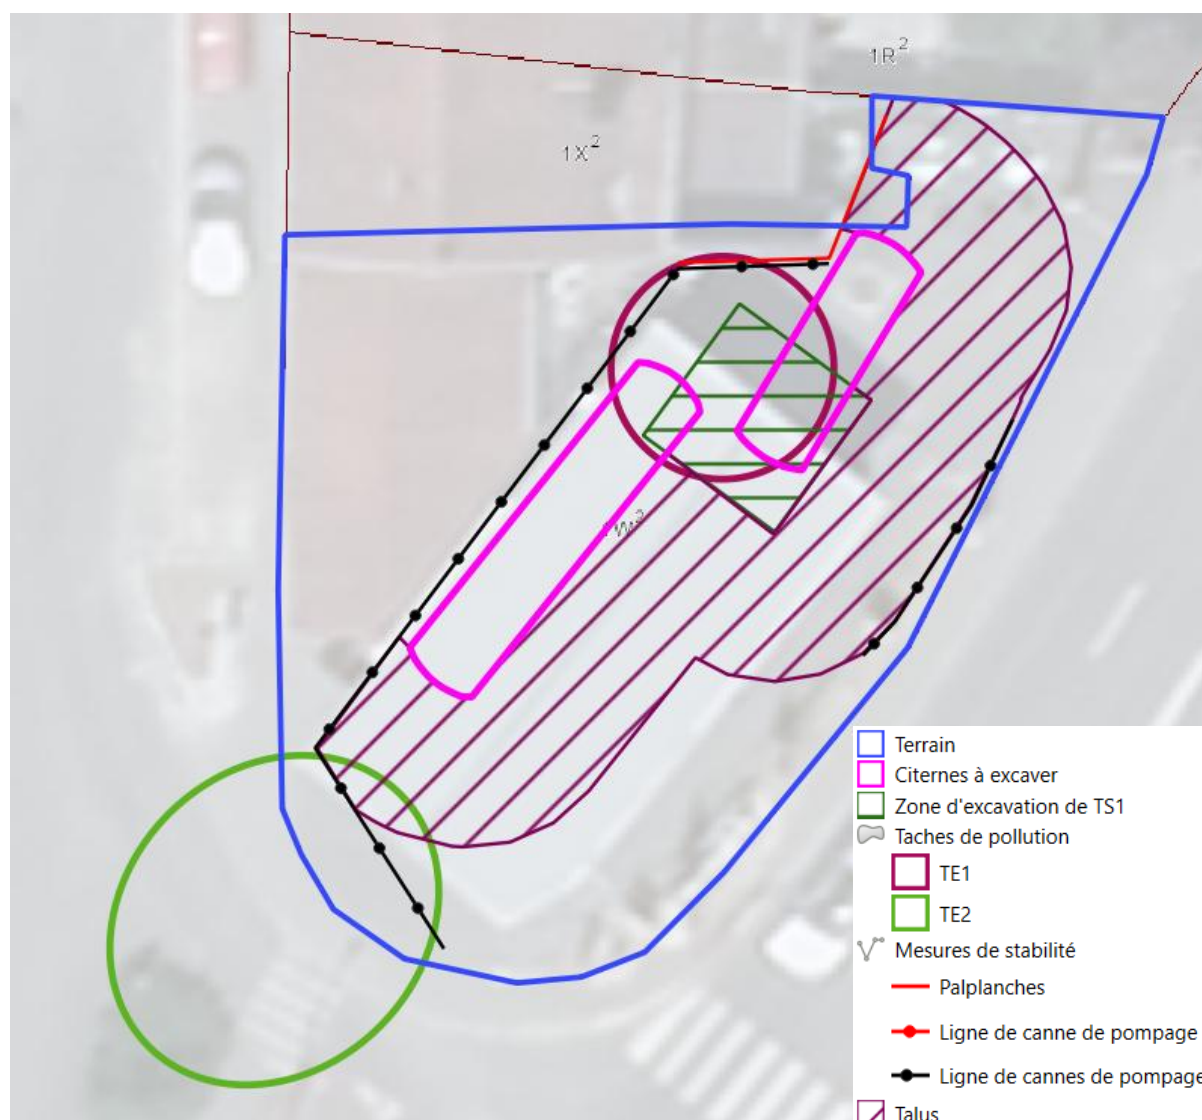 1R²
1X²
1W²
Terrain
Citernes à excaver
Zone d'excavation de TS1
Taches de pollution
TE1
TE2
Mesures de stabilité
Palplanches
Ligne de canne de pompage
Ligne de cannes de pompage
Talus